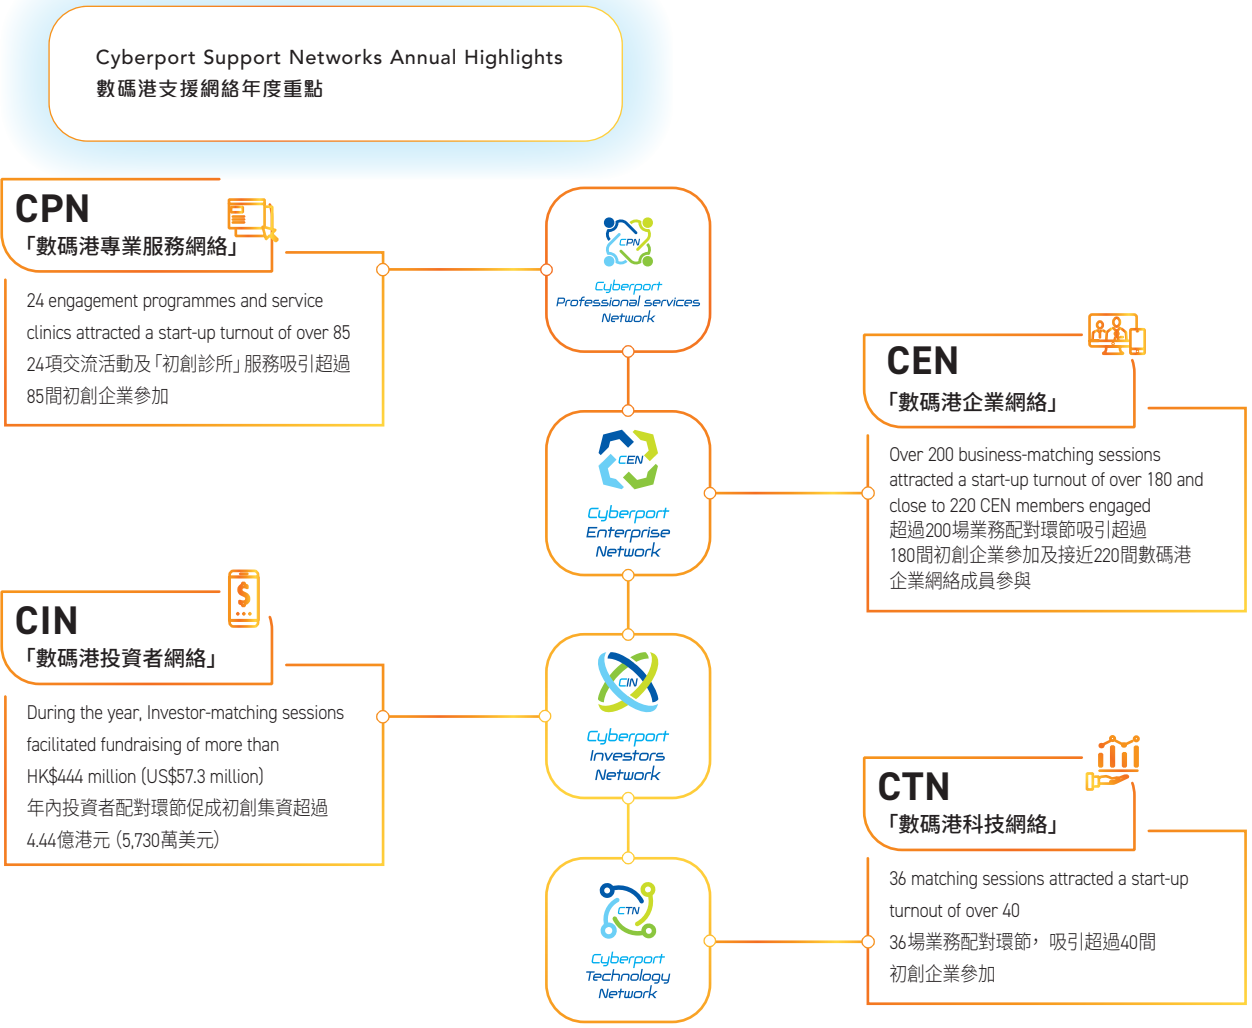 Cyberport Support Networks Annual Highlights
數碼港支援網絡年度重點
CPN
「數碼港專業服務網絡」
24 engagement programmes and service
clinics attracted a start-up turnout of over 85
24項交流活動及「初創診所」服務吸引超過
85間初創企業參加
CPN
Cyberport
Professional services
Network
CEN
「數碼港企業網絡」
Over 200 business-matching sessions
attracted a start-up turnout of over 180 and
close to 220 CEN members engaged
超過200場業務配對環節吸引超過
180間初創企業參加及接近220間數碼港
企業網絡成員參與
CEN
Cyberport
Enterprise
Network
CIN
「數碼港投資者網絡」
During the year, Investor-matching sessions
facilitated fundraising of more than
HK$444 million (US$57.3 million)
年內投資者配對環節促成初創集資超過
4.44億港元（5,730萬美元）
CIN
Cyberport
Investors
Network
CTN
「數碼港科技網絡」
36 matching sessions attracted a start-up
turnout of over 40
36場業務配對環節，吸引超過40間
初創企業參加
CTN
Cyberport
Technology
Network